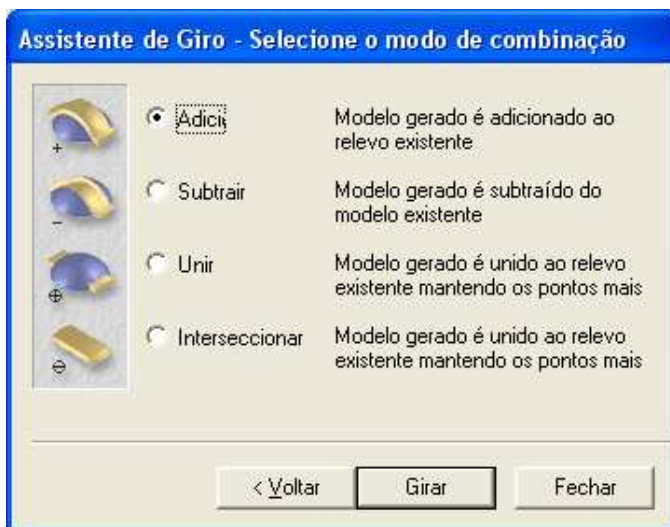 Assistente de Giro - Selecione o modo de combinação
Adici
Modelo gerado é adicionado ao
relevo existente
Subtrair
Modelo gerado é subtraído do
modelo existente
Unir
Modelo gerado é unido ao relevo
existente mantendo os pontos mais
Interseccionar
Modelo gerado é unido ao relevo
existente mantendo os pontos mais
< Voltar
Girar
Fechar